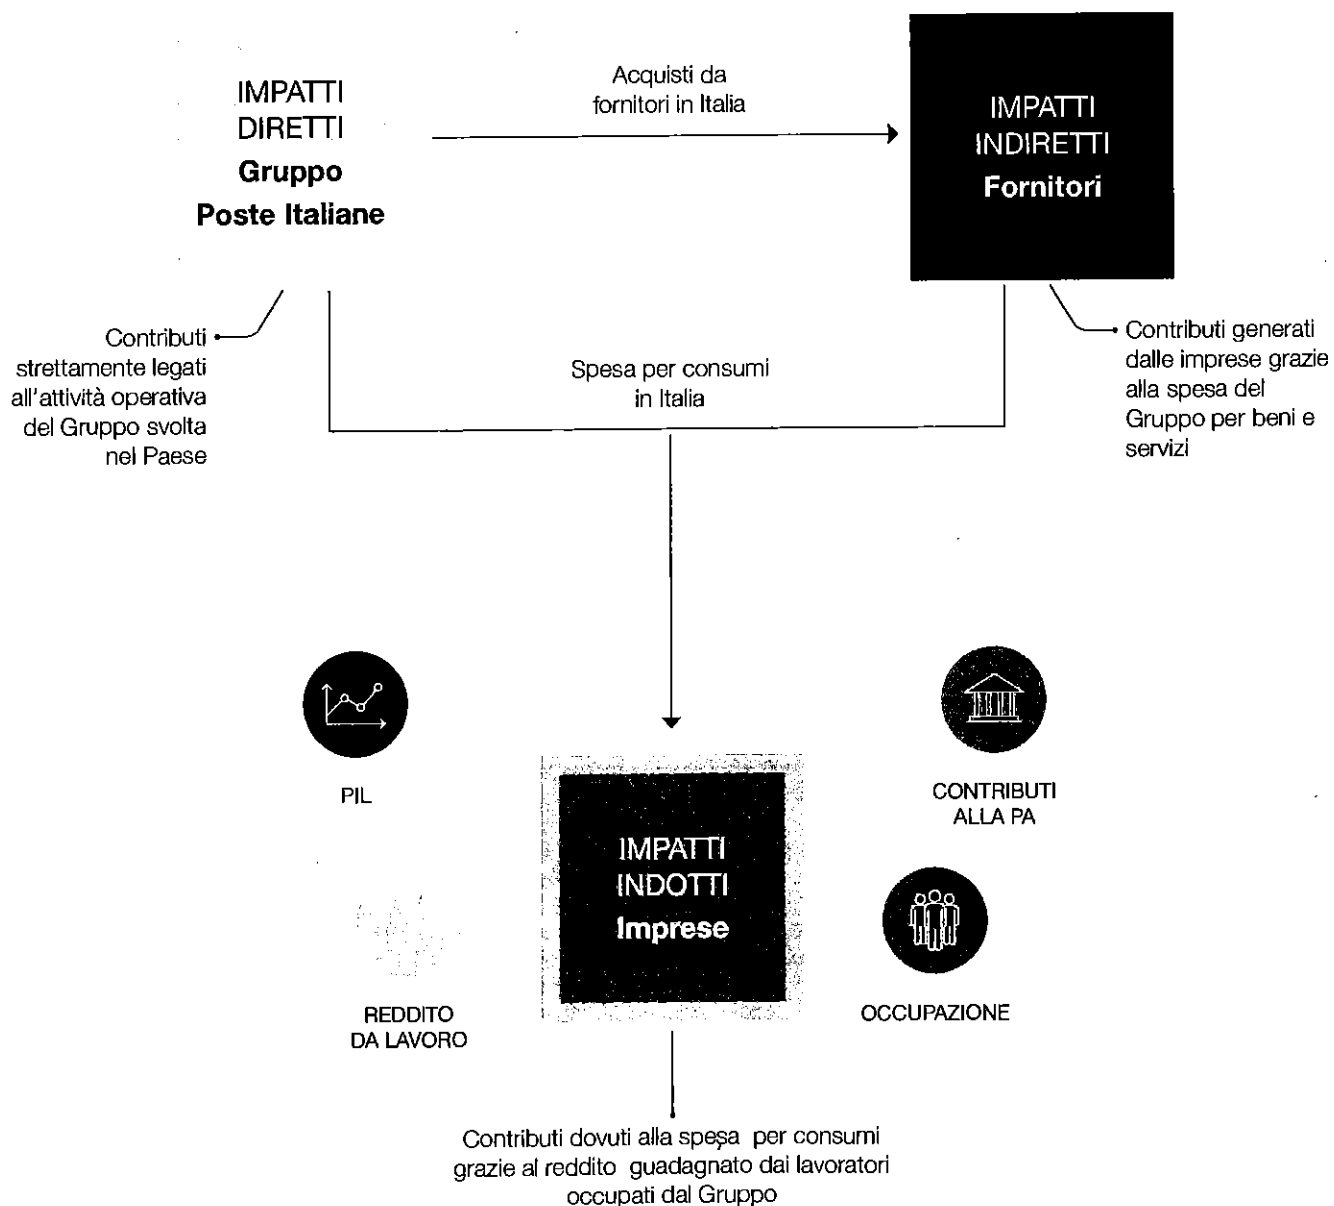 IMPATTI
DIRETTI
Gruppo
Poste Italiane
Acquisti da
fornitori in Italia
IMPATTI
INDIRETTI
Fornitori
Contributi
strettamente legati
all'attività operativa
del Gruppo svolta
nel Paese
Spesa per consumi
in Italia
Contributi generati
dalle imprese grazie
alla spesa del
Gruppo per beni e
servizi
PIL
CONTRIBUTI
ALLA PA
IMPATTI
INDOTTI
Imprese
REDDITO
DA LAVORO
OCCUPAZIONE
Contributi dovuti alla spesa per consumi
grazie al reddito guadagnato dai lavoratori
occupati dal Gruppo